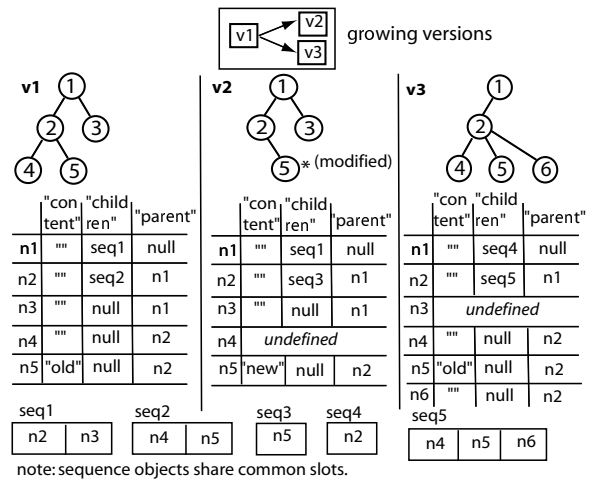 v1 v2 v3 growing versions
v1
1
2 3
4 5
"con tent" "child ren" "parent"
n1 "" seq1 null
n2 "" seq2 n1
n3 "" null n1
n4 "" null n2
n5 "old" null n2
v2
1
2 3
5 * (modified)
"con tent" "child ren" "parent"
n1 "" seq1 null
n2 "" seq3 n1
n3 "" null n1
n4 undefined
n5 "new" null n2
v3
1
2
4 5 6
"con tent" "child ren" "parent"
n1 "" seq4 null
n2 "" seq5 n1
n3 undefined
n4 "" null n2
n5 "old" null n2
n6 "" null n2
seq1 seq2 seq3 seq4 seq5
n2 n3 n4 n5 n5 n2 n4 n5 n6
note: sequence objects share common slots.